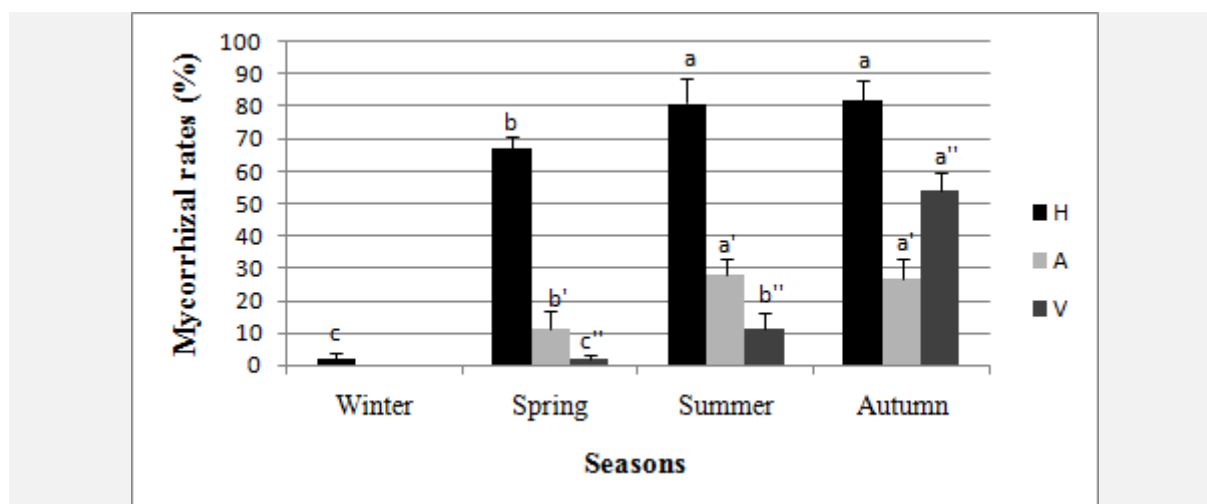 Mycorrhizal rates (%)
100
90
80
70
60
50
40
30
20
10
0
c
b
b'
c''
a
a'
b''
a
a'
a''
Winter Spring Summer Autumn
Seasons
H
A
V